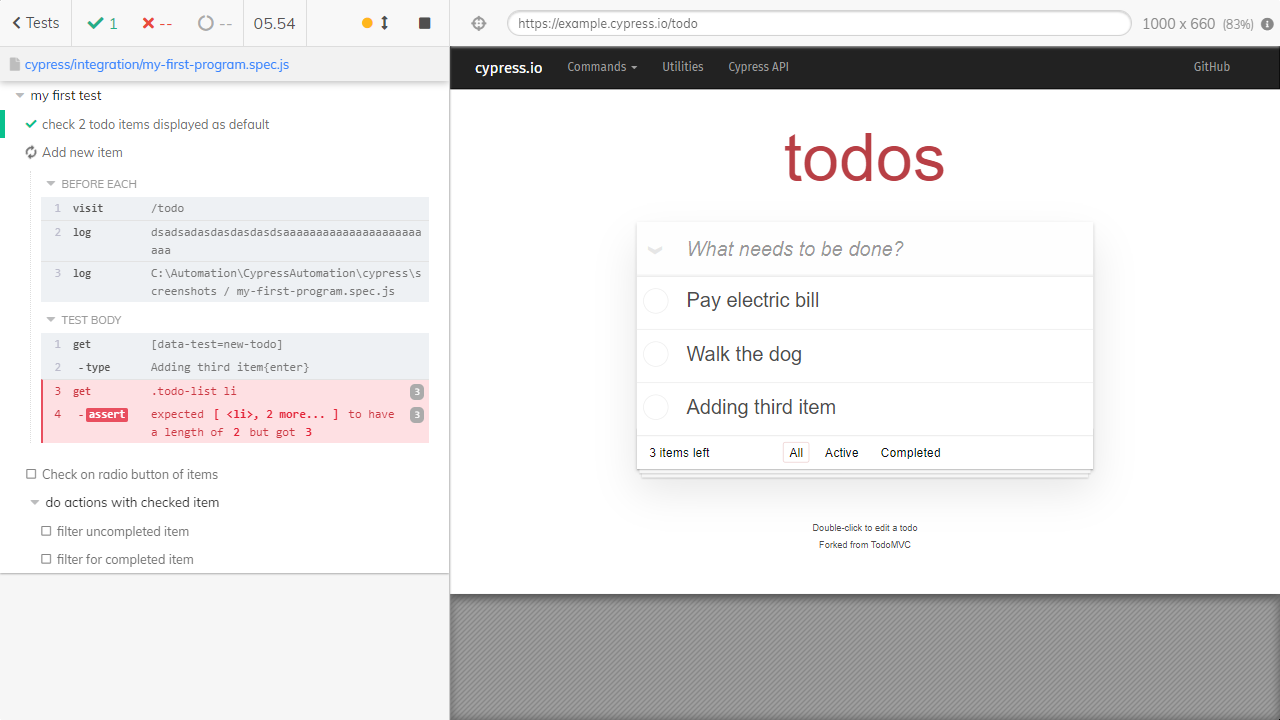 Tests 1 -- -- 05.54 https://example.cypress.io/todo 1000 x 660 (83%)
cypress/integration/my-first-program.spec.js
my first test
check 2 todo items displayed as default
Add new item
BEFORE EACH
1 visit /todo
2 log dsadsadasdasdasdasdsaaaaaaaaaaaaaaaaaaaaa
aaa
3 log C:\Automation\CypressAutomation\cypress\s
creenshots / my-first-program.spec.js
TEST BODY
1 get [data-test=new-todo]
2 -type Adding third item{enter}
3 get .todo-list li 3
4 -assert expected [ <li>, 2 more... ] to have 3
a length of 2 but got 3
Check on radio button of items
do actions with checked item
filter uncompleted item
filter for completed item
cypress.io Commands Utilities Cypress API GitHub
todos
What needs to be done?
Pay electric bill
Walk the dog
Adding third item
3 items left All Active Completed
Double-click to edit a todo
Forked from TodoMVC